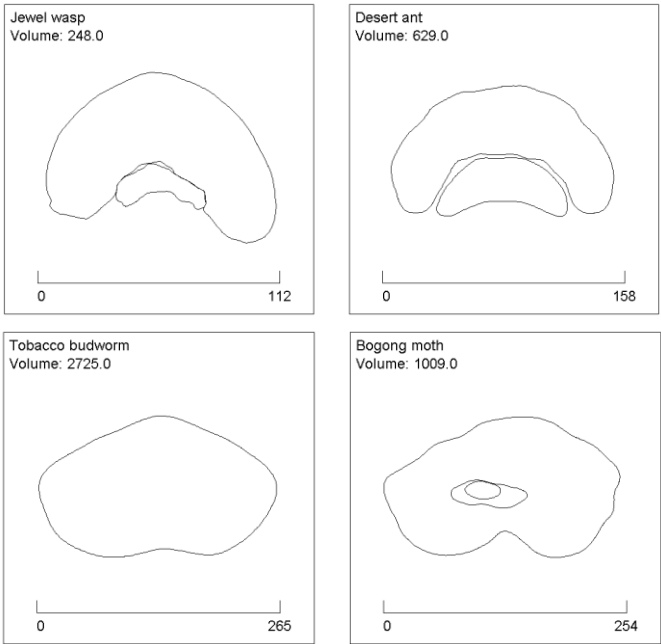 Jewel wasp
Volume: 248.0
0 112
Desert ant
Volume: 629.0
0 158
Tobacco budworm
Volume: 2725.0
0 265
Bogong moth
Volume: 1009.0
0 254